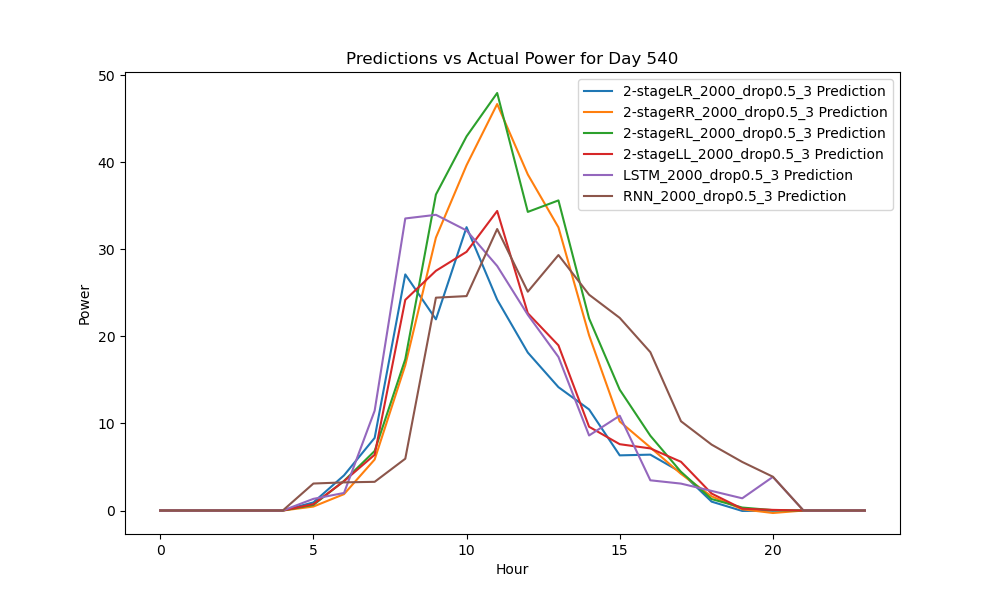 Predictions vs Actual Power for Day 540
50
40
30
20
10
0
Power
2-stageLR_2000_drop0.5_3 Prediction
2-stageRR_2000_drop0.5_3 Prediction
2-stageRL_2000_drop0.5_3 Prediction
2-stageLL_2000_drop0.5_3 Prediction
LSTM_2000_drop0.5_3 Prediction
RNN_2000_drop0.5_3 Prediction
0 5 10 15 20
Hour